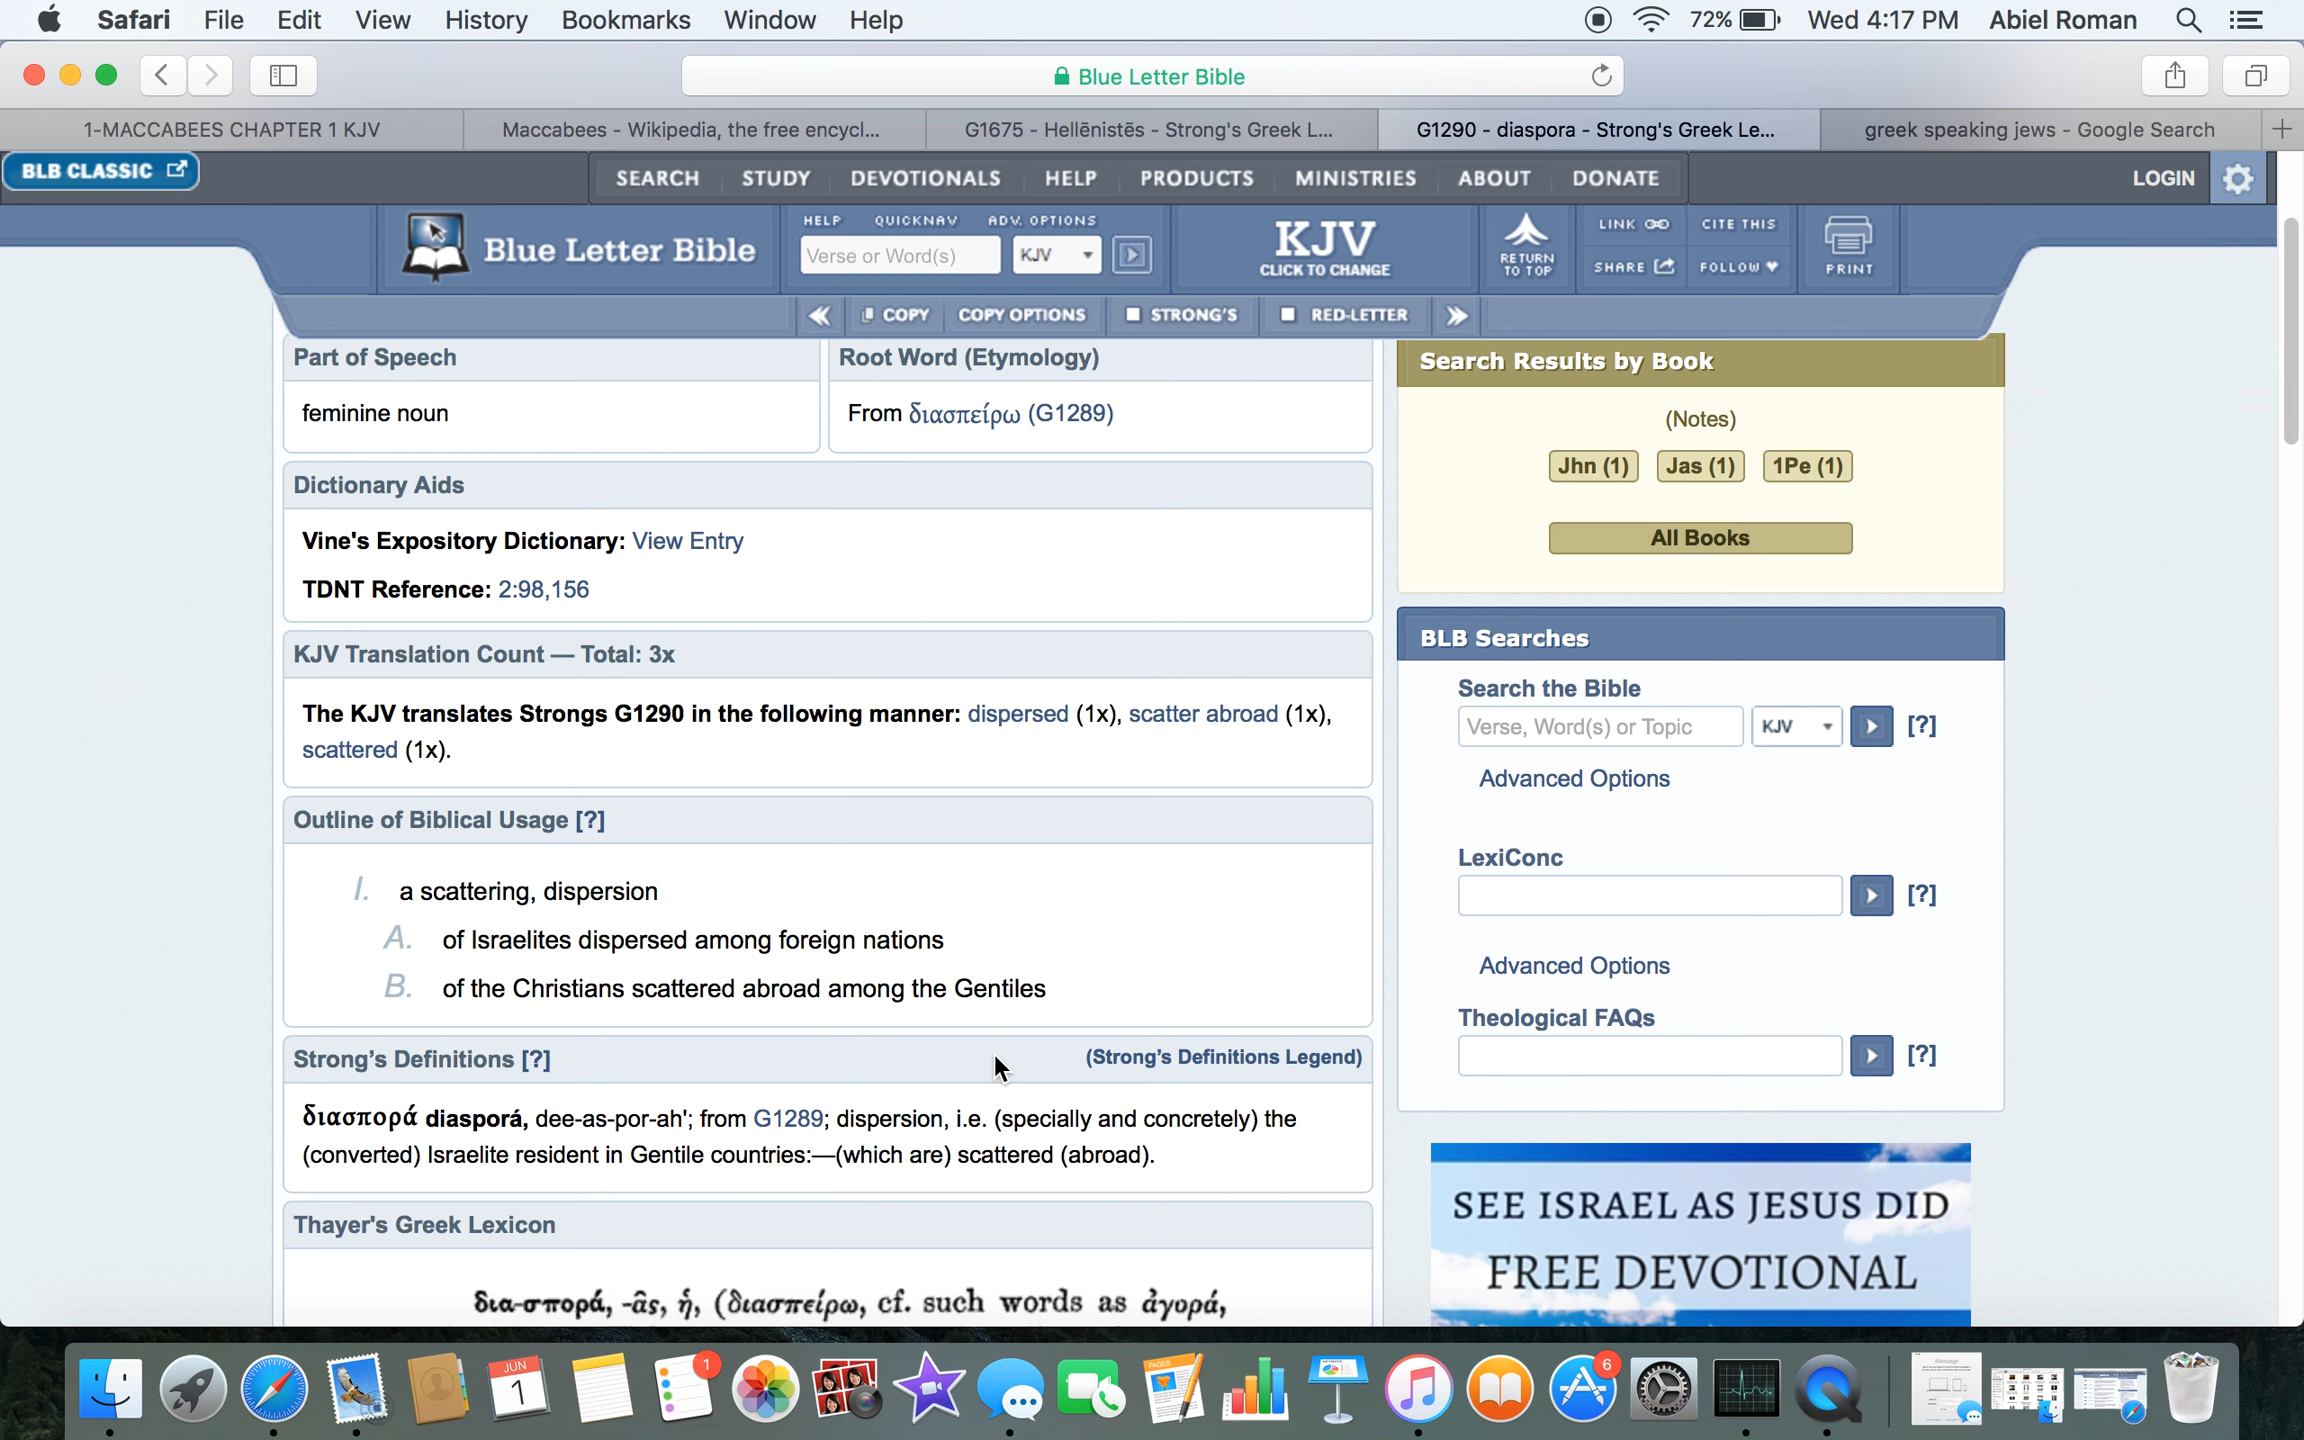 Safari File Edit View History Bookmarks Window Help 72% Wed 4:17 PM Abiel Roman
Blue Letter Bible
1-MACCABEES CHAPTER 1 KJV Maccabees - Wikipedia, the free encycl... G1675 - Hellēnistēs - Strong's Greek L... G1290 - diaspora - Strong's Greek Le... greek speaking jews - Google Search
BLB CLASSIC SEARCH STUDY DEVOTIONALS HELP PRODUCTS MINISTRIES ABOUT DONATE LOGIN
Blue Letter Bible
HELP QUICKNAV ADV. OPTIONS
Verse or Word(s) KJV
KJV
CLICK TO CHANGE
RETURN
TO TOP
LINK CITE THIS
SHARE FOLLOW
PRINT
COPY COPY OPTIONS STRONG'S RED-LETTER
Part of Speech
feminine noun
Root Word (Etymology)
From διασπείρω (G1289)
Dictionary Aids
Vine's Expository Dictionary: View Entry
TDNT Reference: 2:98,156
KJV Translation Count — Total: 3x
The KJV translates Strongs G1290 in the following manner: dispersed (1x), scatter abroad (1x),
scattered (1x).
Outline of Biblical Usage [?]
I. a scattering, dispersion
A. of Israelites dispersed among foreign nations
B. of the Christians scattered abroad among the Gentiles
Strong's Definitions [?] (Strong's Definitions Legend)
διασπορά diasporá, dee-as-por-ah'; from G1289; dispersion, i.e. (specially and concretely) the
(converted) Israelite resident in Gentile countries:—(which are) scattered (abroad).
Thayer's Greek Lexicon
δια-σπορά, -ᾶς, ἡ, (διασπείρω, cf. such words as ἀγορά,
Search Results by Book
(Notes)
Jhn (1) Jas (1) 1Pe (1)
All Books
BLB Searches
Search the Bible
Verse, Word(s) or Topic KJV [?]
Advanced Options
LexiConc
[?]
Advanced Options
Theological FAQs
[?]
SEE ISRAEL AS JESUS DID
FREE DEVOTIONAL
JUN
1
1
PAGES
6